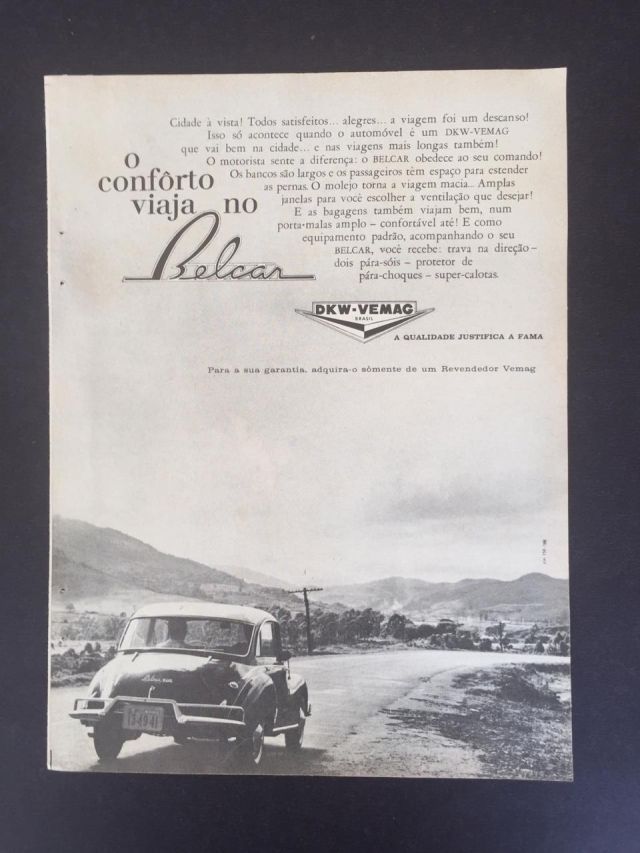 Cidade à vista! Todos satisfeitos... alegres... a viagem foi um descanso!
Isso só acontece quando o automóvel é um DKW-VEMAG
que vai bem na cidade... e nas viagens mais longas também!
O motorista sente a diferença: o BELCAR obedece ao seu comando!
Os bancos são largos e os passageiros têm espaço para estender
as pernas. O molejo torna a viagem macia... Amplas
janelas para você escolher a ventilação que desejar!
E as bagagens também viajam bem, num
porta-malas amplo – confortável até! E como
equipamento padrão, acompanhando o seu
BELCAR, você recebe: trava na direção –
dois pára-sóis – protetor de
pára-choques – super-calotas.
O
confôrto
viaja no
Belcar
DKW-VEMAG
BRASIL
A QUALIDADE JUSTIFICA A FAMA
Para a sua garantia, adquira-o sòmente de um Revendedor Vemag